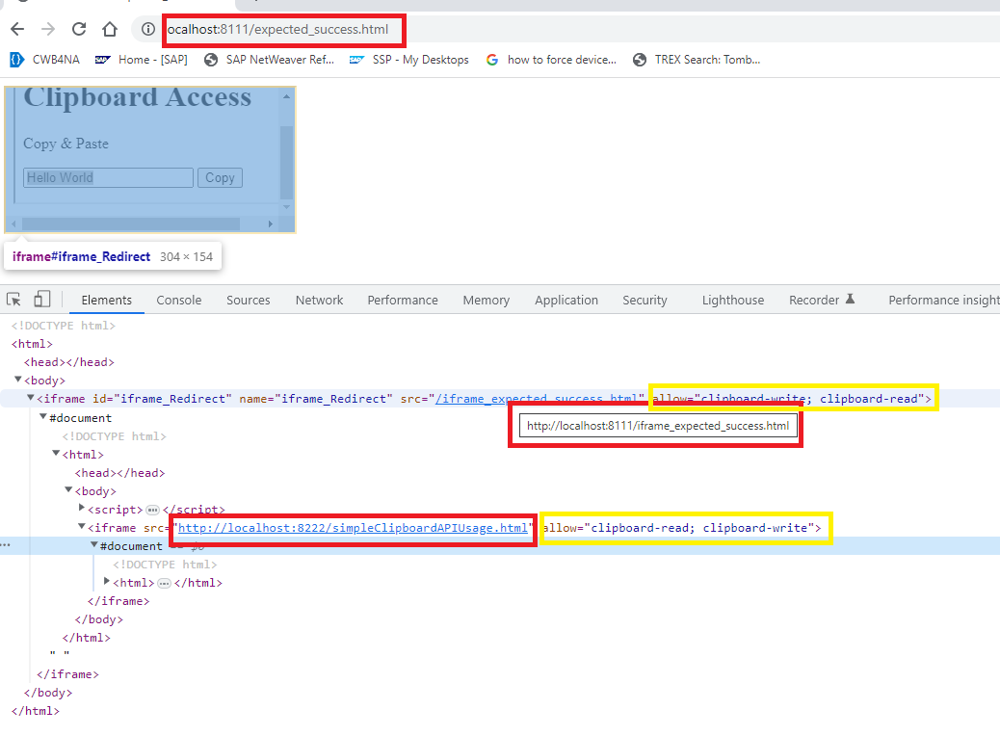 ocalhost:8111/expected_success.html
CWB4NA Home - [SAP] SAP NetWeaver Ref... SSP - My Desktops how to force device... TREX Search: Tomb...
Clipboard Access
Copy & Paste
Hello World Copy
iframe#iframe_Redirect 304 × 154
Elements Console Sources Network Performance Memory Application Security Lighthouse Recorder Performance insight
<!DOCTYPE html>
<html>
<head></head>
<body>
<iframe id="iframe_Redirect" name="iframe_Redirect" src="/iframe_expected_success.html" allow="clipboard-write; clipboard-read">
#document
http://localhost:8111/iframe_expected_success.html
<!DOCTYPE html>
<html>
<head></head>
<body>
<script> ••• </script>
<iframe src="http://localhost:8222/simpleClipboardAPIUsage.html" allow="clipboard-read; clipboard-write">
••• #document == $0
<!DOCTYPE html>
<html> ••• </html>
</iframe>
</body>
</html>
" "
</iframe>
</body>
</html>